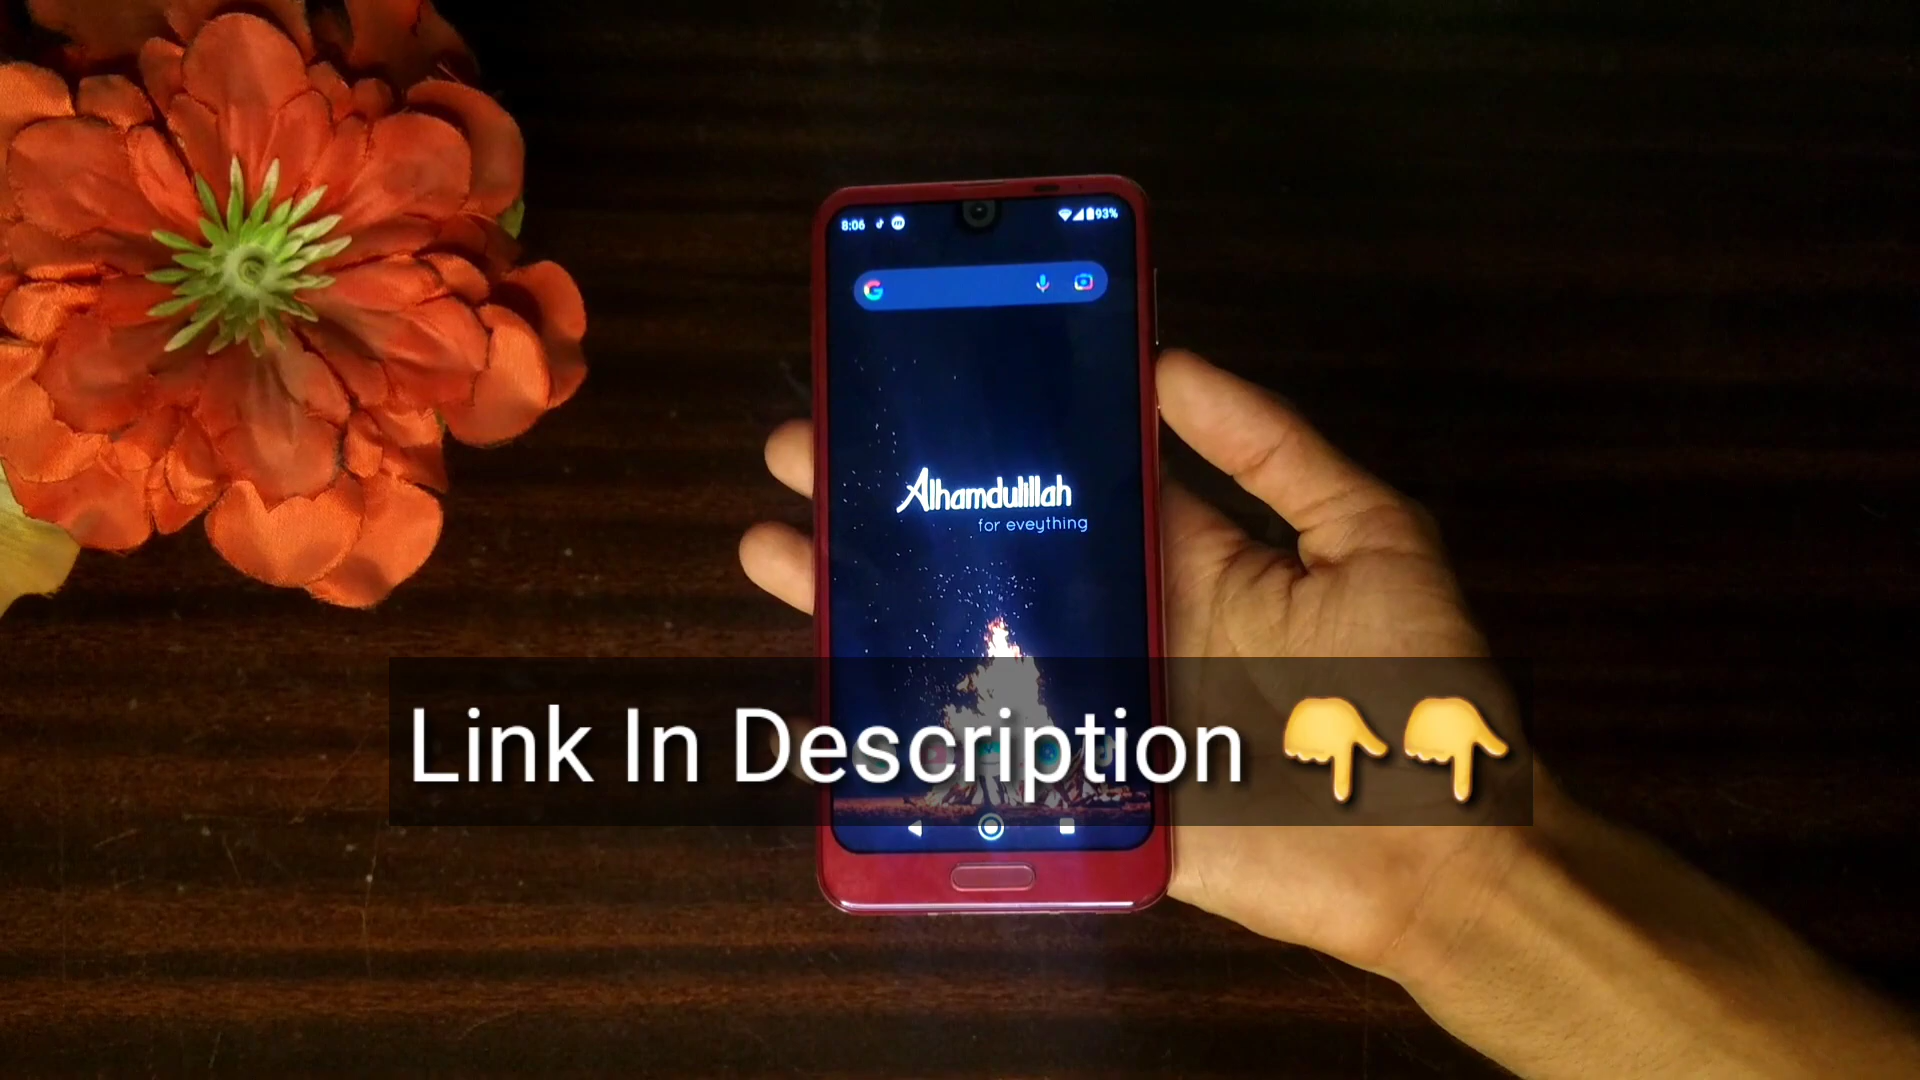 8:06 93%
Alhamdulillah
for eveything
Link In Description 👇👇